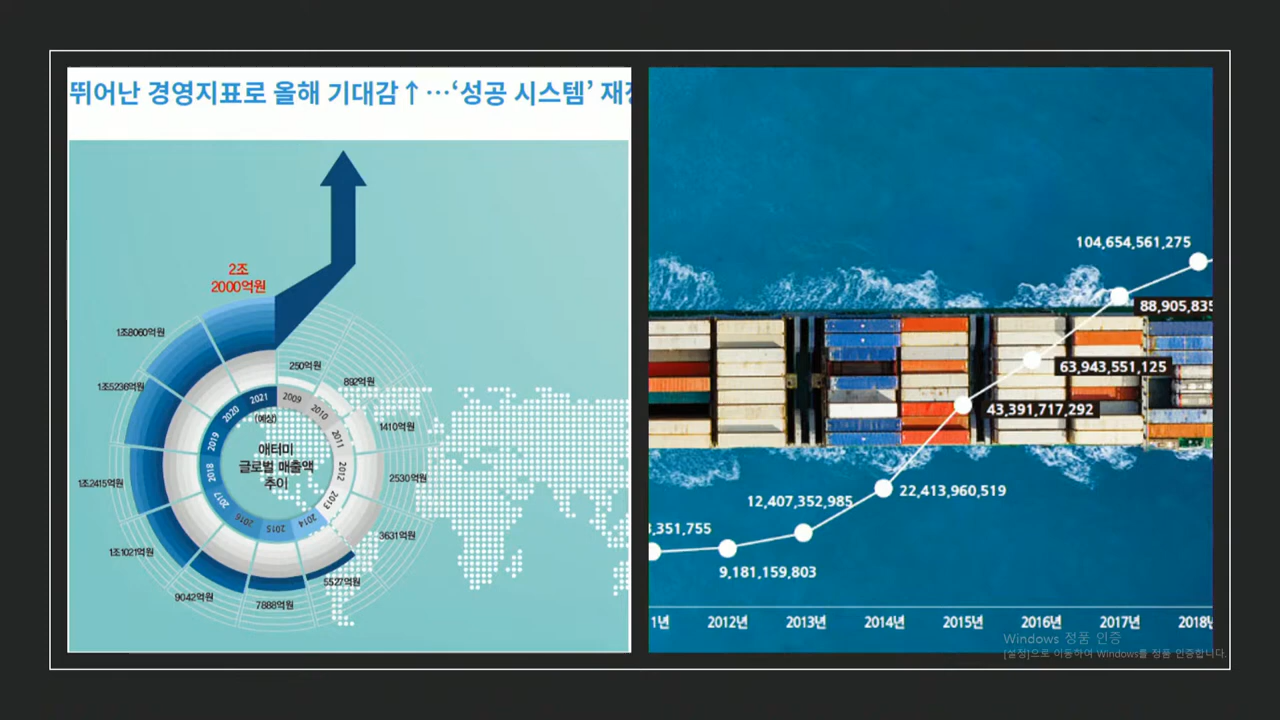 뛰어난 경영지표로 올해 기대감↑…‘성공 시스템’ 재
2조
2000억원
1조8060억원
1조5236억원
1조2415억원
1조1021억원
9042억원
7888억원
5527억원
3631억원
2530억원
1410억원
892억원
250억원
2009
2010
2011
2012
2013
2014
2015
2016
2017
2018
2019
2020
2021
(예상)
애터미
글로벌 매출액
추이
104,654,561,275
88,905,835
63,943,551,125
43,391,717,292
22,413,960,519
12,407,352,985
9,181,159,803
3,351,755
1년 2012년 2013년 2014년 2015년 2016년 2017년 2018년
Windows 정품 인증
[설정]으로 이동하여 Windows를 정품 인증합니다.